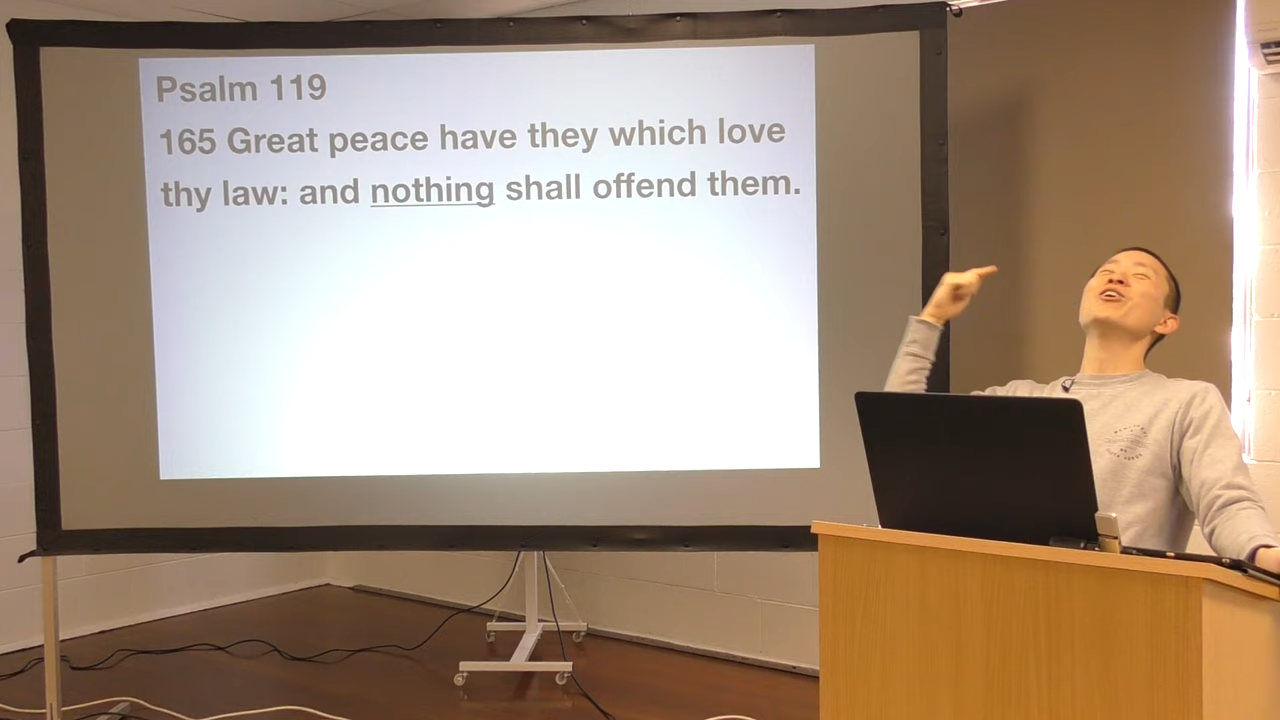 Psalm 119
165 Great peace have they which love
thy law: and nothing shall offend them.